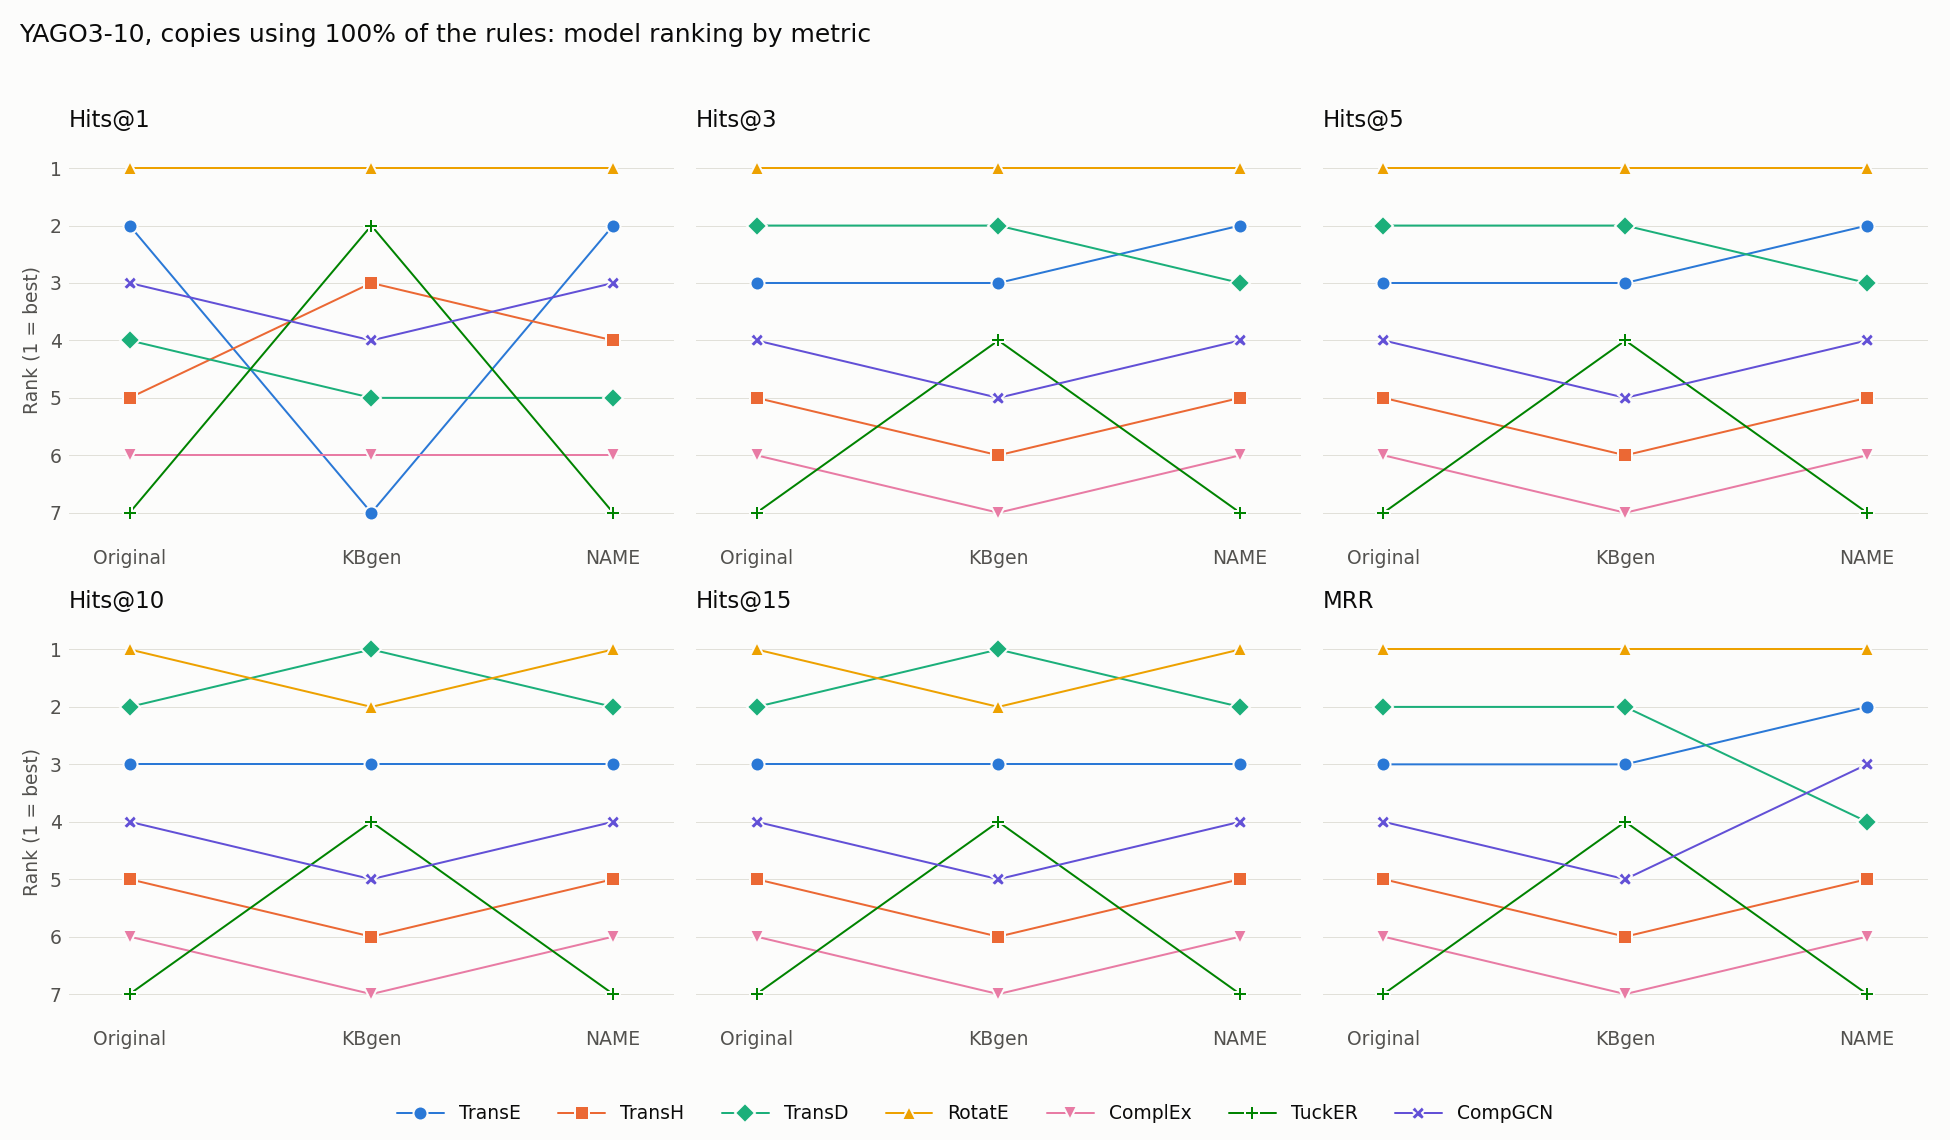 YAGO3-10, copies using 100% of the rules: model ranking by metric
Hits@1
Hits@3
Hits@5
Rank (1 = best)
1
2
3
4
5
6
7
Original KBgen NAME
Original KBgen NAME
Original KBgen NAME
Hits@10
Hits@15
MRR
Rank (1 = best)
1
2
3
4
5
6
7
Original KBgen NAME
Original KBgen NAME
Original KBgen NAME
TransE TransH TransD RotatE ComplEx TuckER CompGCN